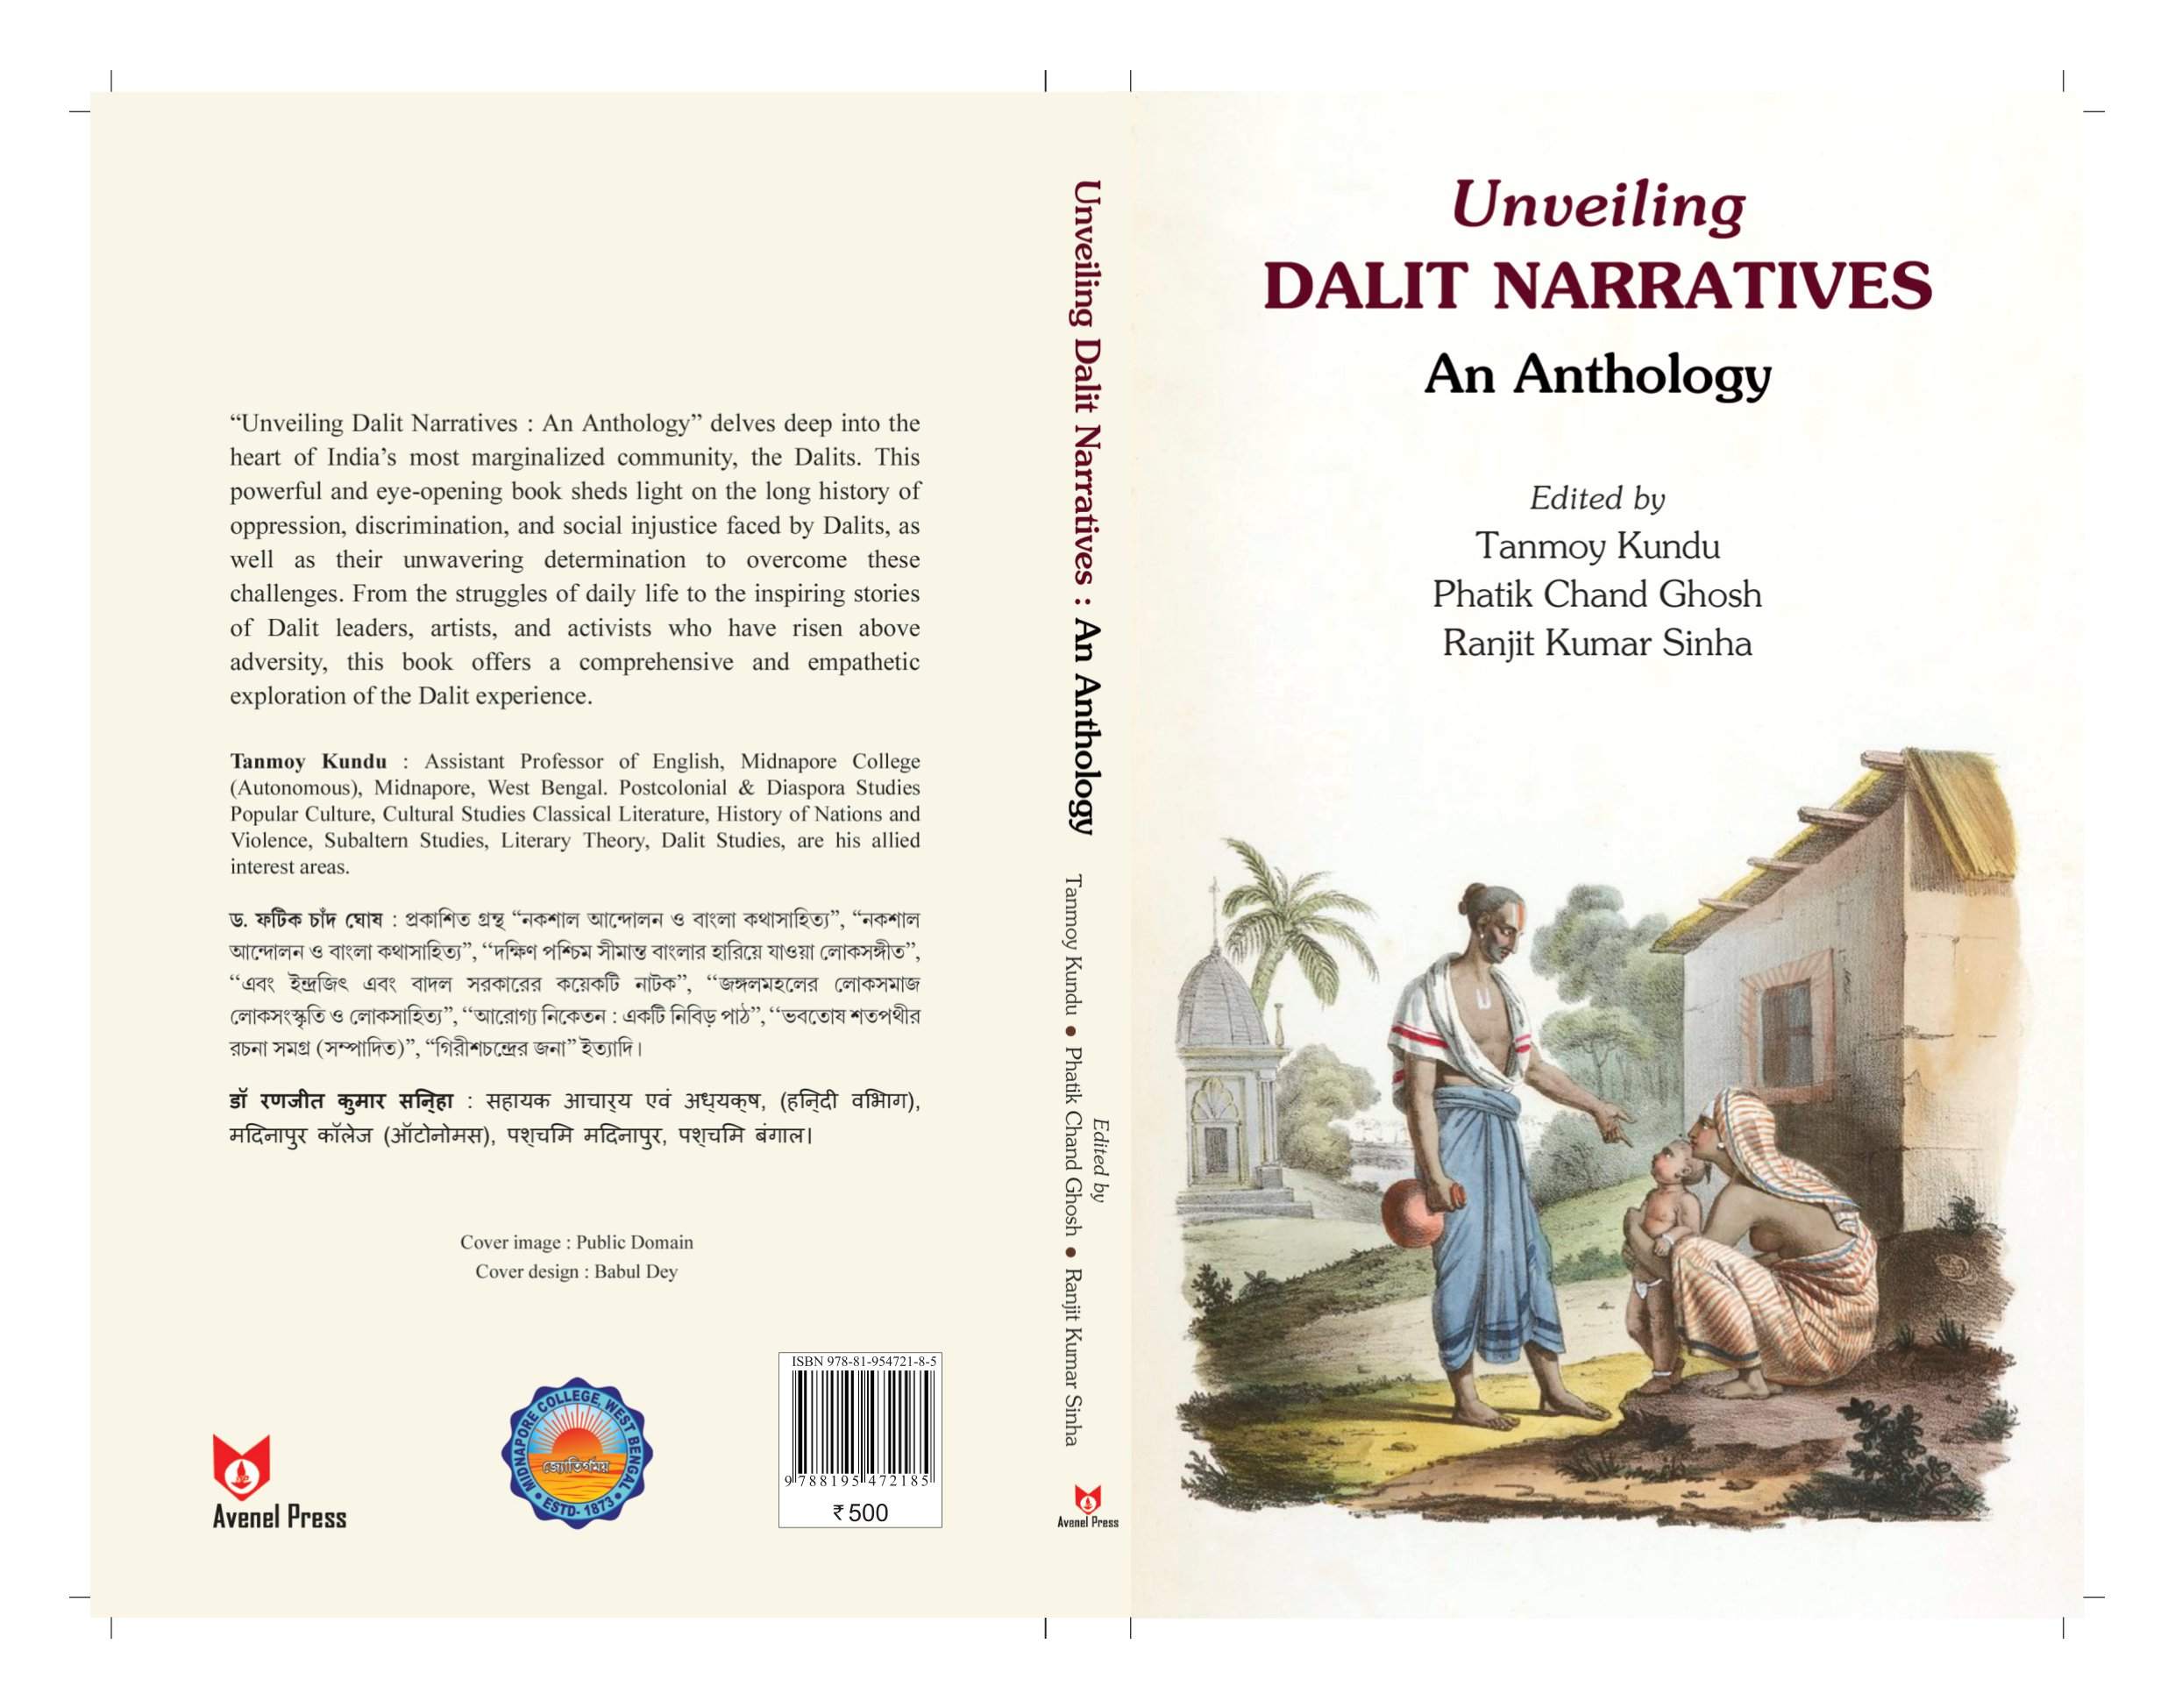 “Unveiling Dalit Narratives : An Anthology” delves deep into the
heart of India’s most marginalized community, the Dalits. This
powerful and eye-opening book sheds light on the long history of
oppression, discrimination, and social injustice faced by Dalits, as
well as their unwavering determination to overcome these
challenges. From the struggles of daily life to the inspiring stories
of Dalit leaders, artists, and activists who have risen above
adversity, this book offers a comprehensive and empathetic
exploration of the Dalit experience.
Tanmoy Kundu : Assistant Professor of English, Midnapore College
(Autonomous), Midnapore, West Bengal. Postcolonial & Diaspora Studies
Popular Culture, Cultural Studies Classical Literature, History of Nations and
Violence, Subaltern Studies, Literary Theory, Dalit Studies, are his allied
interest areas.
ড. ফটিক চাঁদ ঘোষ : প্রকাশিত গ্রন্থ “নকশাল আন্দোলন ও বাংলা কথাসাহিত্য”, “নকশাল
আন্দোলন ও বাংলা কথাসাহিত্য”, “দক্ষিণ পশ্চিম সীমান্ত বাংলার হারিয়ে যাওয়া লোকসঙ্গীত”,
“এবং ইন্দ্রজিৎ এবং বাদল সরকারের কয়েকটি নাটক”, “জঙ্গলমহলের লোকসমাজ
লোকসংস্কৃতি ও লোকসাহিত্য”, “আরোগ্য নিকেতন : একটি নিবিড় পাঠ”, “ভবতোষ শতপথীর
রচনা সমগ্র (সম্পাদিত)”, “গিরীশচন্দ্রের জনা” ইত্যাদি।
डॉ रणजीत कुमार सन्हिा : सहायक आचार्य एवं अध्यक्ष, (हन्दिी वभािग),
मदिनापुर कॉलेज (ऑटोनोमस), पश्चमि मदिनापुर, पश्चमि बंगाल।
Cover image : Public Domain
Cover design : Babul Dey
Avenel Press
MIDNAPORE COLLEGE, WEST BENGAL
জ্যোতির্গময়
ESTD- 1873
ISBN 978-81-954721-8-5
9 788195 472185
₹ 500
Unveiling Dalit Narratives : An Anthology
Edited by
Tanmoy Kundu ● Phatik Chand Ghosh ● Ranjit Kumar Sinha
Avenel Press
Unveiling
DALIT NARRATIVES
An Anthology
Edited by
Tanmoy Kundu
Phatik Chand Ghosh
Ranjit Kumar Sinha